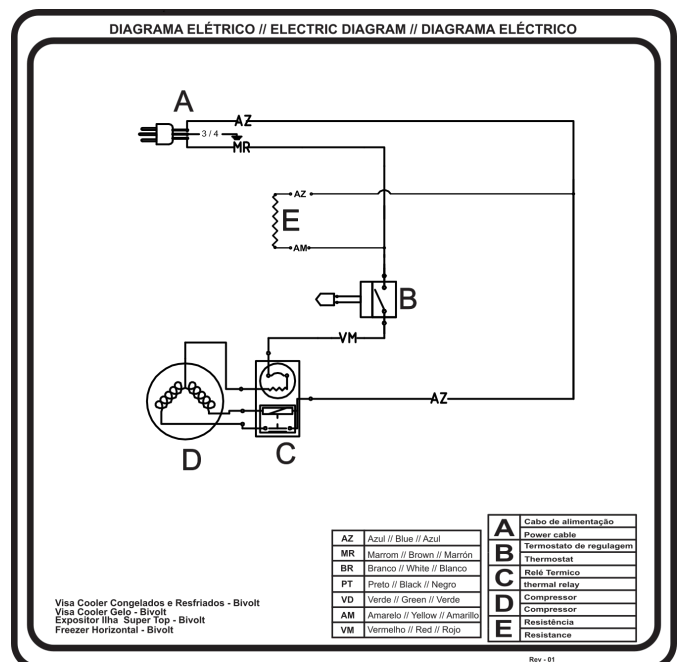 DIAGRAMA ELÉTRICO // ELECTRIC DIAGRAM // DIAGRAMA ELÉCTRICO
A
AZ
3 / 4
MR
AZ
E
AM
B
VM
AZ
D
C
AZ Azul // Blue // Azul
MR Marrom // Brown // Marrón
BR Branco // White // Blanco
PT Preto // Black // Negro
VD Verde // Green // Verde
AM Amarelo // Yellow // Amarillo
VM Vermelho // Red // Rojo
A Cabo de alimentação
Power cable
B Termostato de regulagem
Thermostat
C Relé Termico
thermal relay
D Compressor
Compressor
E Resistência
Resistance
Visa Cooler Congelados e Resfriados - Bivolt
Visa Cooler Gelo - Bivolt
Expositor Ilha Super Top - Bivolt
Freezer Horizontal - Bivolt
Rev - 01